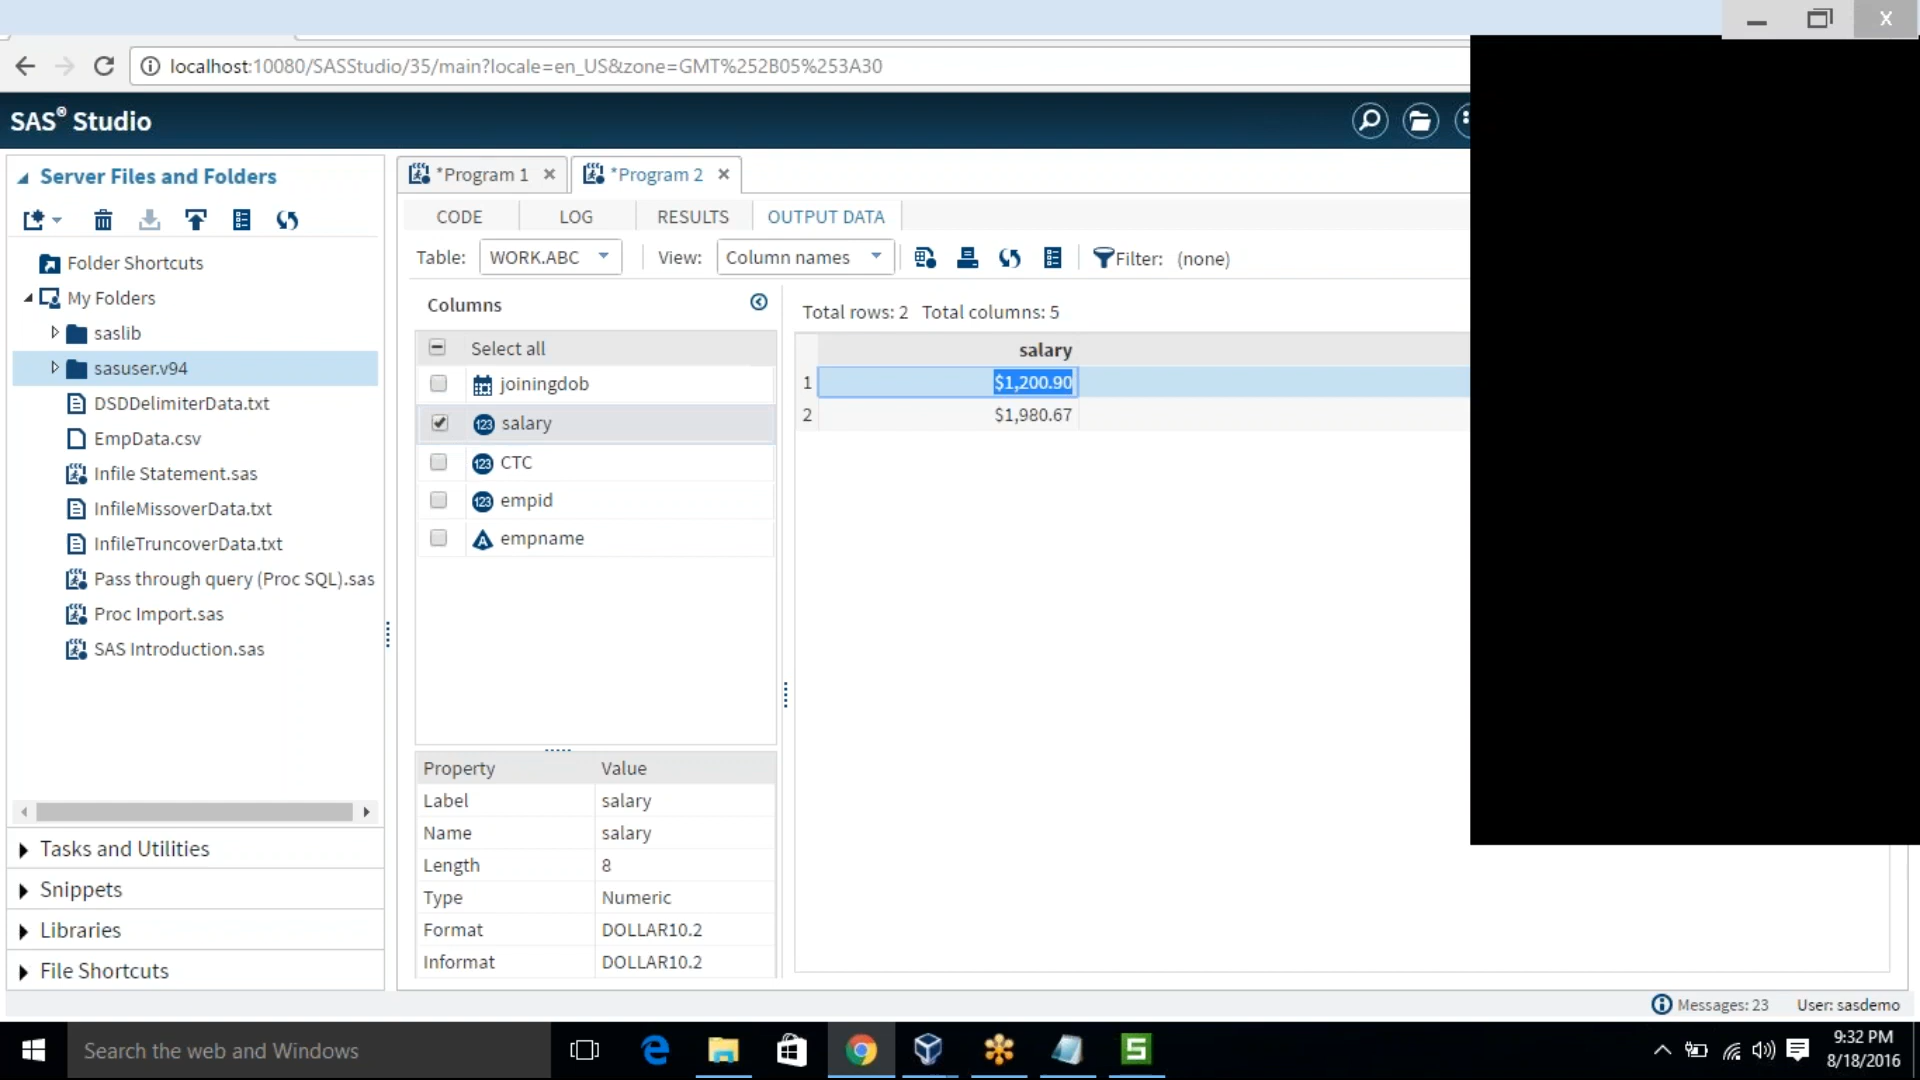 X
localhost:10080/SASStudio/35/main?locale=en_US&zone=GMT%252B05%253A30
SAS® Studio
Server Files and Folders
Folder Shortcuts
My Folders
saslib
sasuser.v94
DSDDelimiterData.txt
EmpData.csv
Infile Statement.sas
InfileMissoverData.txt
InfileTruncoverData.txt
Pass through query (Proc SQL).sas
Proc Import.sas
SAS Introduction.sas
Tasks and Utilities
Snippets
Libraries
File Shortcuts
*Program 1
*Program 2
CODE LOG RESULTS OUTPUT DATA
Table: WORK.ABC View: Column names Filter: (none)
Columns
Select all
joiningdob
123 salary
123 CTC
123 empid
A empname
Property Value
Label salary
Name salary
Length 8
Type Numeric
Format DOLLAR10.2
Informat DOLLAR10.2
Total rows: 2 Total columns: 5
salary
1 $1,200.90
2 $1,980.67
Messages: 23 User: sasdemo
Search the web and Windows
S
9:32 PM
8/18/2016